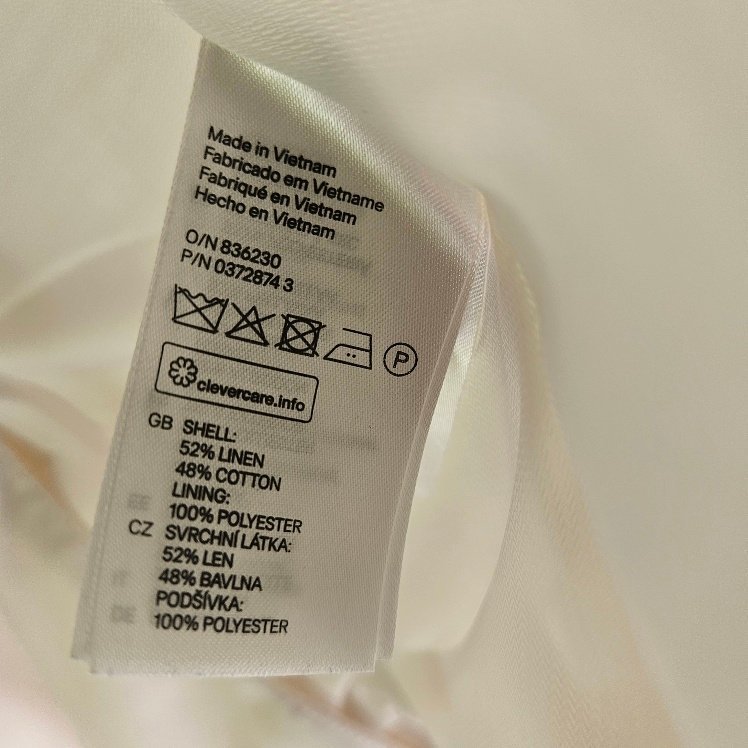 Made in Vietnam
Fabricado em Vietname
Fabriqué en Vietnam
Hecho en Vietnam
O/N 836230
P/N 0372874 3
P
clevercare.info
GB SHELL:
52% LINEN
48% COTTON
LINING:
100% POLYESTER
CZ SVRCHNÍ LÁTKA:
52% LEN
48% BAVLNA
PODŠÍVKA:
100% POLYESTER